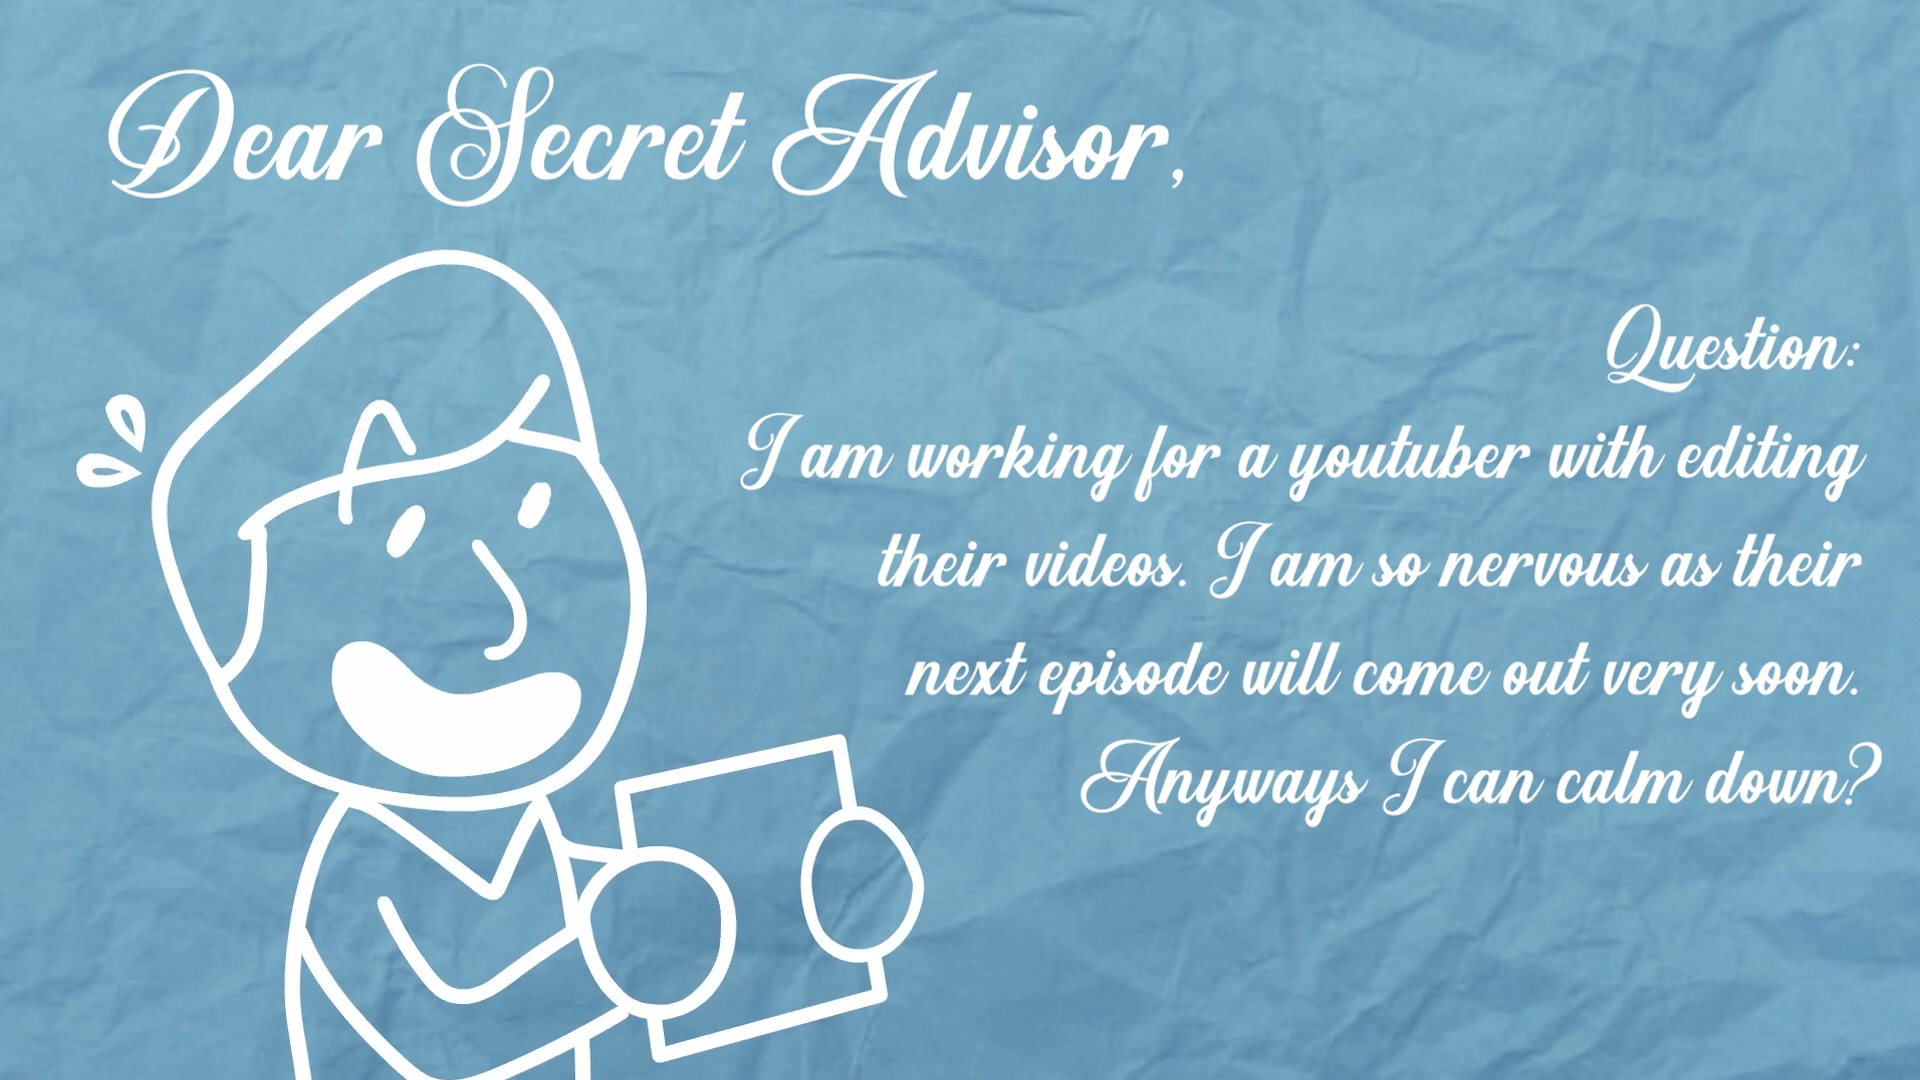 Dear Secret Advisor,
Question:
I am working for a youtuber with editing
their videos. I am so nervous as their
next episode will come out very soon.
Anyways I can calm down?